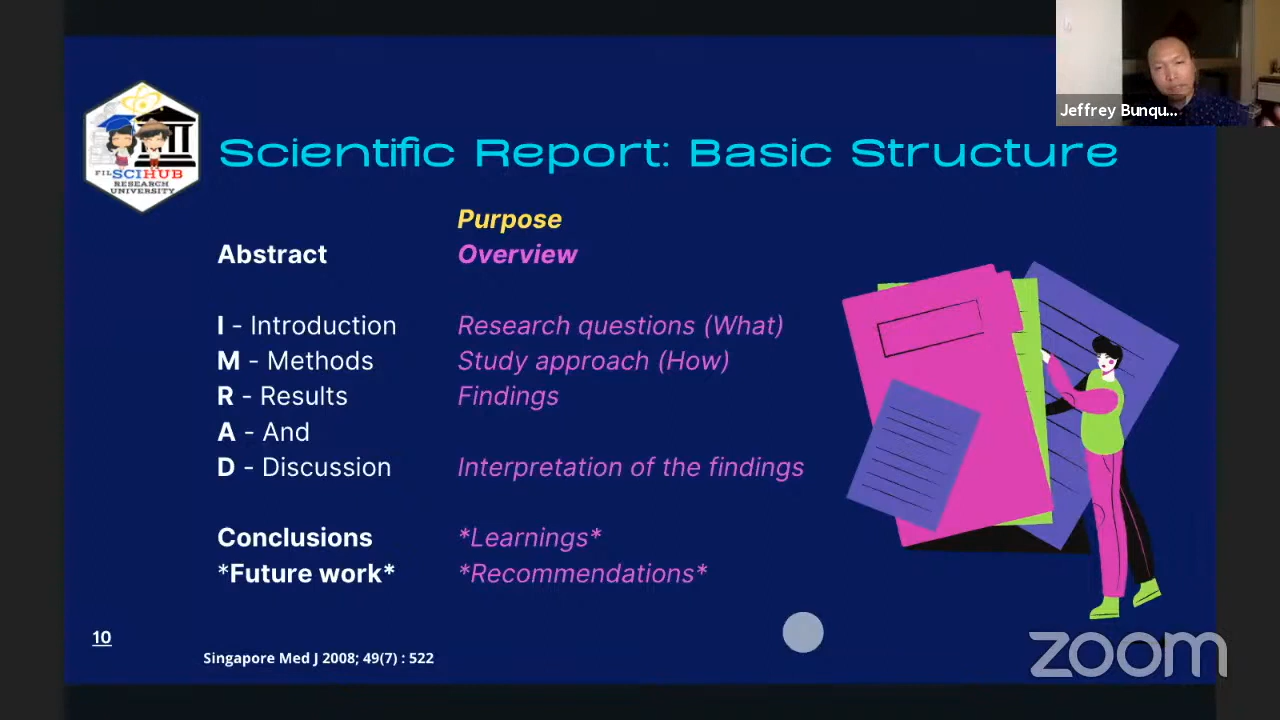 Jeffrey Bunqu...
FILSCIHUB
RESEARCH
UNIVERSITY
Scientific Report: Basic Structure
Purpose
Abstract Overview
I - Introduction Research questions (What)
M - Methods Study approach (How)
R - Results Findings
A - And
D - Discussion Interpretation of the findings
Conclusions *Learnings*
*Future work* *Recommendations*
10
Singapore Med J 2008; 49(7) : 522
zoom